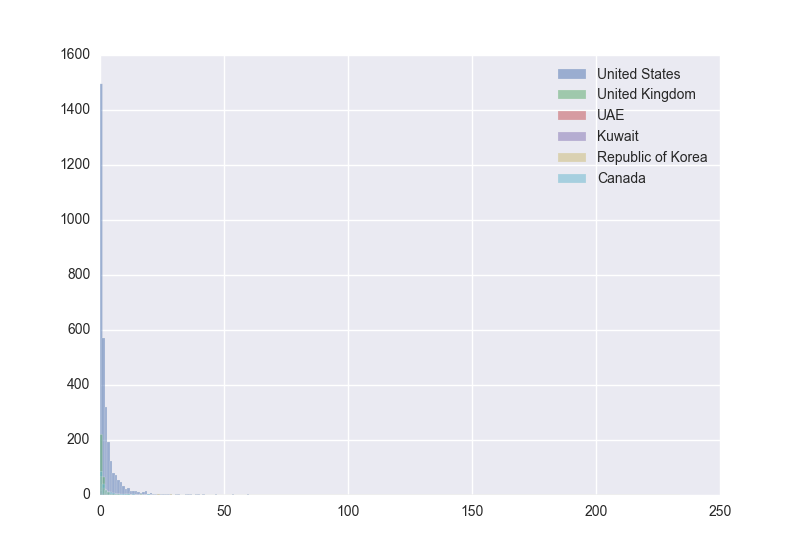 1600
1400
1200
1000
800
600
400
200
0
0 50 100 150 200 250
United States
United Kingdom
UAE
Kuwait
Republic of Korea
Canada